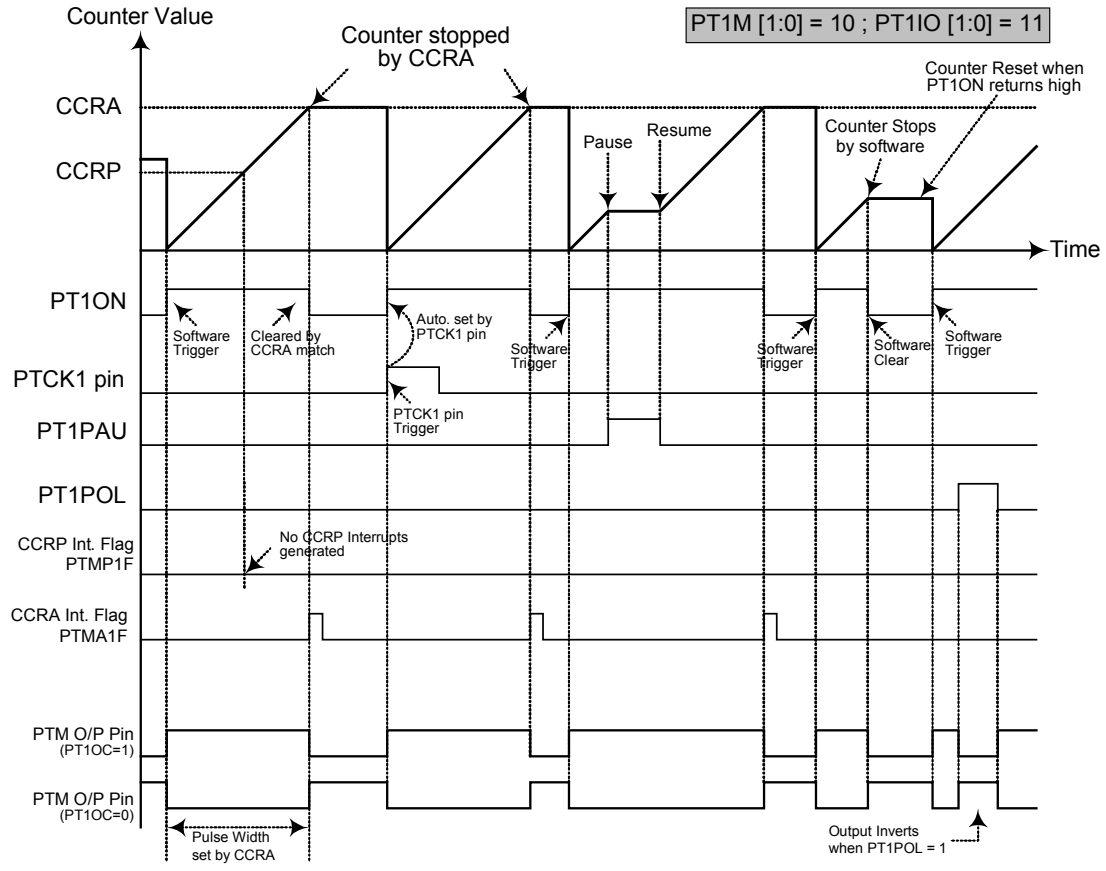 Counter Value
PT1M [1:0] = 10 ; PT1IO [1:0] = 11
Counter stopped
by CCRA
Counter Reset when
PT1ON returns high
CCRA
Pause
Resume
Counter Stops
by software
CCRP
Time
PT1ON
Software
Trigger
Cleared by
CCRA match
Auto. set by
PTCK1 pin
Software
Trigger
Software
Trigger
Software
Clear
Software
Trigger
PTCK1 pin
PTCK1 pin
Trigger
PT1PAU
PT1POL
CCRP Int. Flag
PTMP1F
No CCRP Interrupts
generated
CCRA Int. Flag
PTMA1F
PTM O/P Pin
(PT1OC=1)
PTM O/P Pin
(PT1OC=0)
Pulse Width
set by CCRA
Output Inverts
when PT1POL = 1